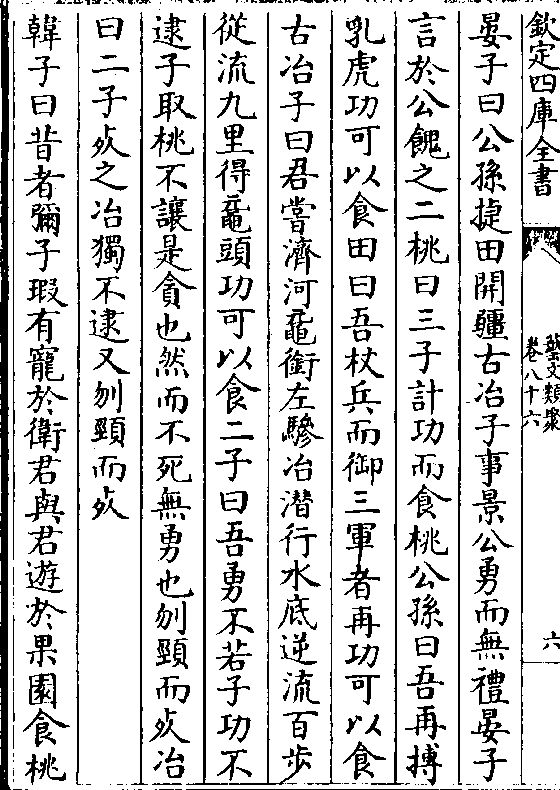 欽定四庫全書
藝文類聚
卷八十六
六
晏子曰公孫㨗田開疆古冶子事景公勇而無禮晏子
言於公餽之二桃曰三子計功而食桃公孫曰吾再搏
乳虎功可以食田曰吾杖兵而御三軍者再功可以食
古冶子曰君嘗濟河黿銜左驂冶潜行水底逆流百步
從流九里得黿頭功可以食二子曰吾勇不若子功不
逮子取桃不讓是貪也然而不死無勇也刎頸而㱙冶
曰二子㱙之冶獨不逮又刎頸而㱙
韓子曰昔者彌子瑕有寵於衛君與君遊於果園食桃